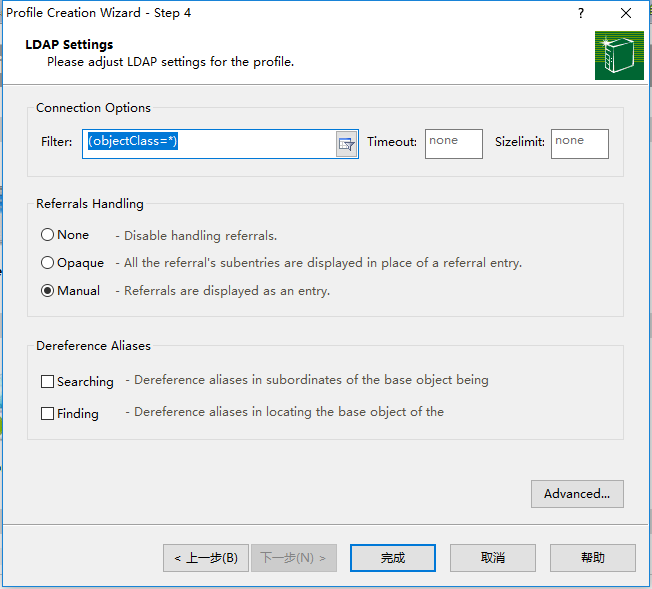 Profile Creation Wizard - Step 4
?
LDAP Settings
Please adjust LDAP settings for the profile.
Connection Options
Filter: (objectClass=*) Timeout: none Sizelimit: none
Referrals Handling
None - Disable handling referrals.
Opaque - All the referral's subentries are displayed in place of a referral entry.
Manual - Referrals are displayed as an entry.
Dereference Aliases
Searching - Dereference aliases in subordinates of the base object being
Finding - Dereference aliases in locating the base object of the
Advanced...
< 上一步(B) 下一步(N) > 完成 取消 帮助